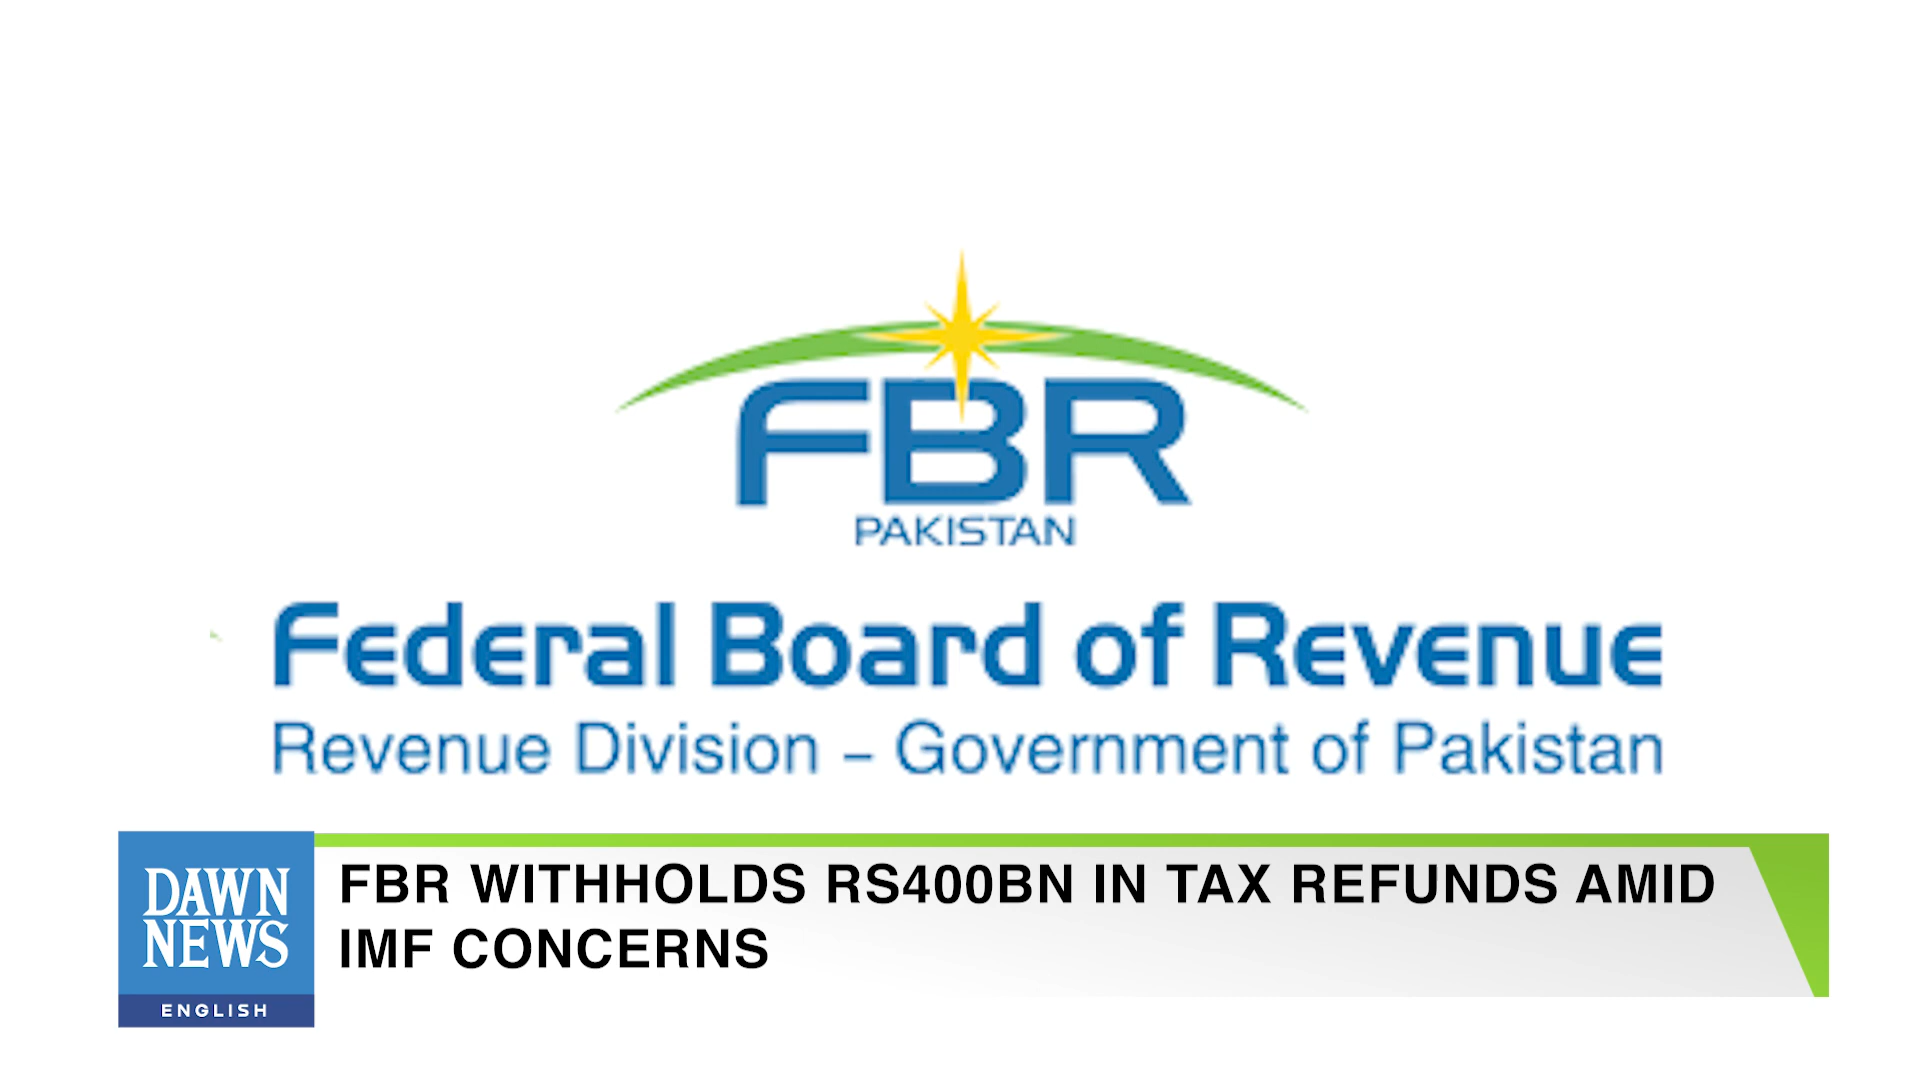 FBR
PAKISTAN
Federal Board of Revenue
Revenue Division – Government of Pakistan
DAWN
NEWS
ENGLISH
FBR WITHHOLDS RS400BN IN TAX REFUNDS AMID
IMF CONCERNS